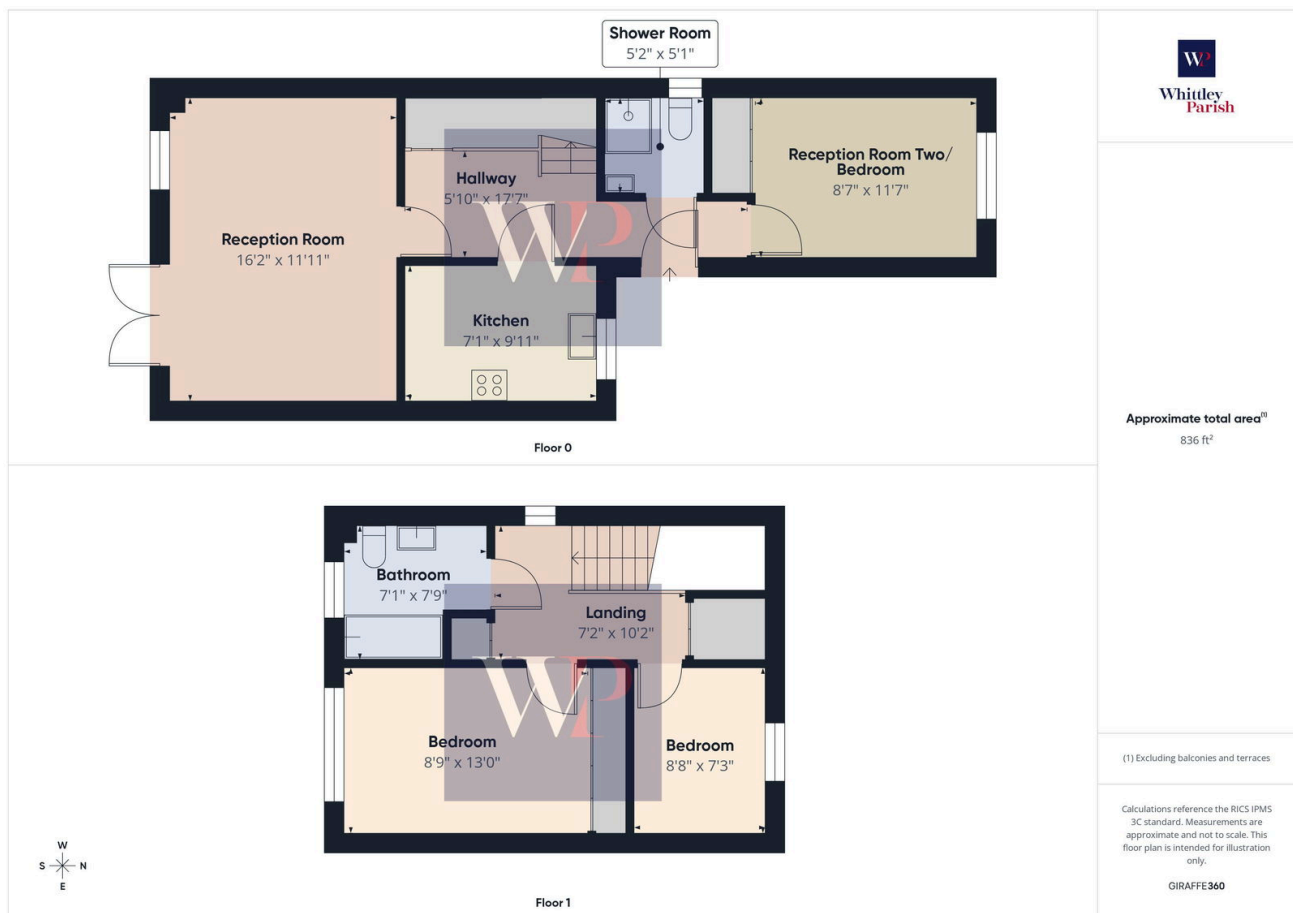 Shower Room
5'2" x 5'1"
Reception Room Two/
Bedroom
8'7" x 11'7"
Hallway
5'10" x 17'7"
Reception Room
16'2" x 11'11"
Kitchen
7'1" x 9'11"
WP
Floor 0
Bathroom
7'1" x 7'9"
Landing
7'2" x 10'2"
WP
Bedroom
8'9" x 13'0"
Bedroom
8'8" x 7'3"
W
S N
E
Floor 1
WP
Whittley
Parish
Approximate total area(1)
836 ft²
(1) Excluding balconies and terraces
Calculations reference the RICS IPMS
3C standard. Measurements are
approximate and not to scale. This
floor plan is intended for illustration
only.
GIRAFFE360